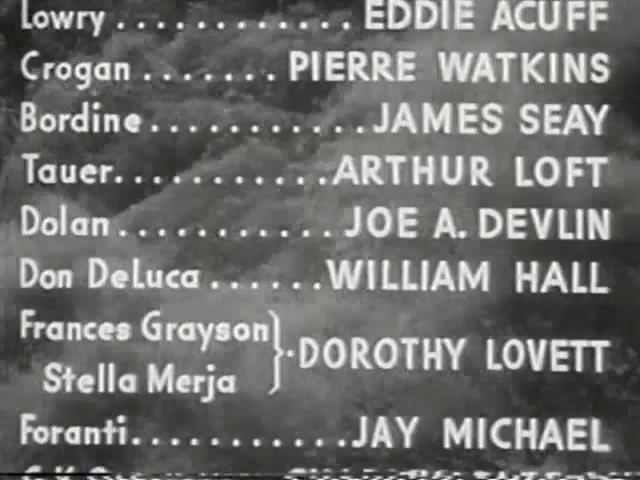 Lowry ............ EDDIE ACUFF
Crogan ....... PIERRE WATKINS
Bordine ........... JAMES SEAY
Tauer........... ARTHUR LOFT
Dolan ........... JOE A. DEVLIN
Don DeLuca ...... WILLIAM HALL
Frances Grayson
Stella Merja } . DOROTHY LOVETT
Foranti........... JAY MICHAEL